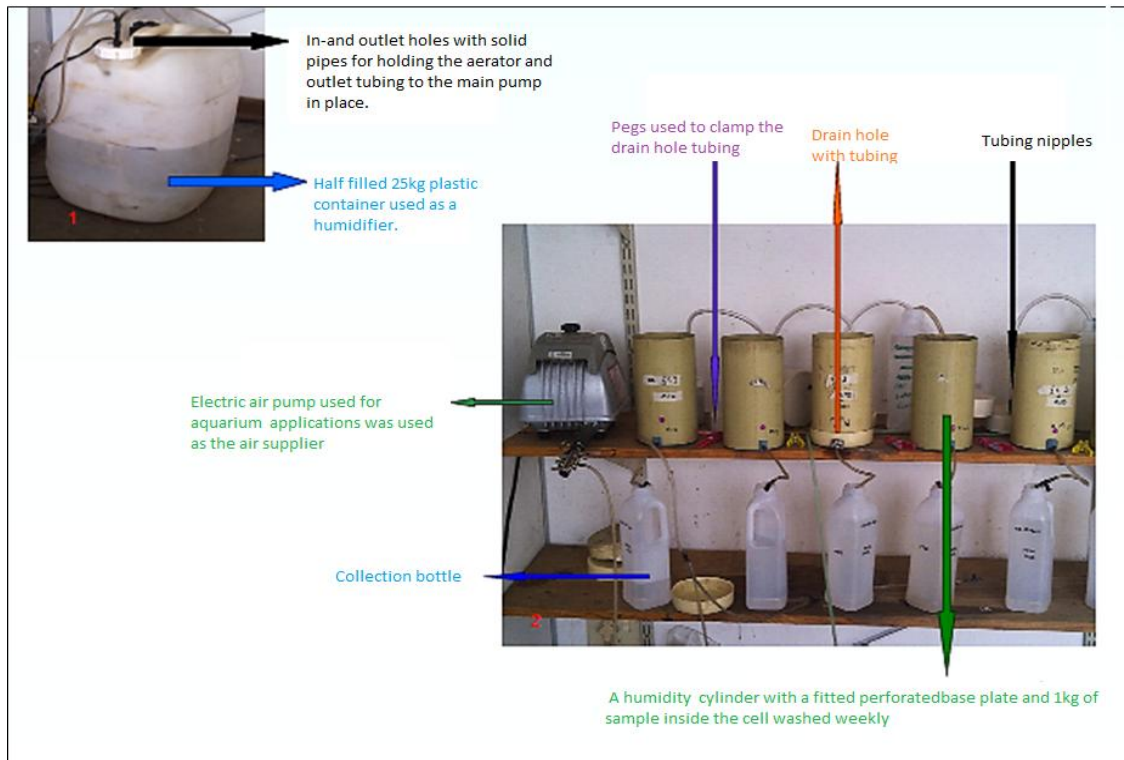 In-and outlet holes with solid
pipes for holding the aerator and
outlet tubing to the main pump
in place.
Pegs used to clamp the
drain hole tubing
Drain hole
with tubing
Tubing nipples
Half filled 25kg plastic
container used as a
humidifier.
1
Electric air pump used for
aquarium applications was used
as the air supplier
Collection bottle
2
A humidity cylinder with a fitted perforatedbase plate and 1kg of
sample inside the cell washed weekly